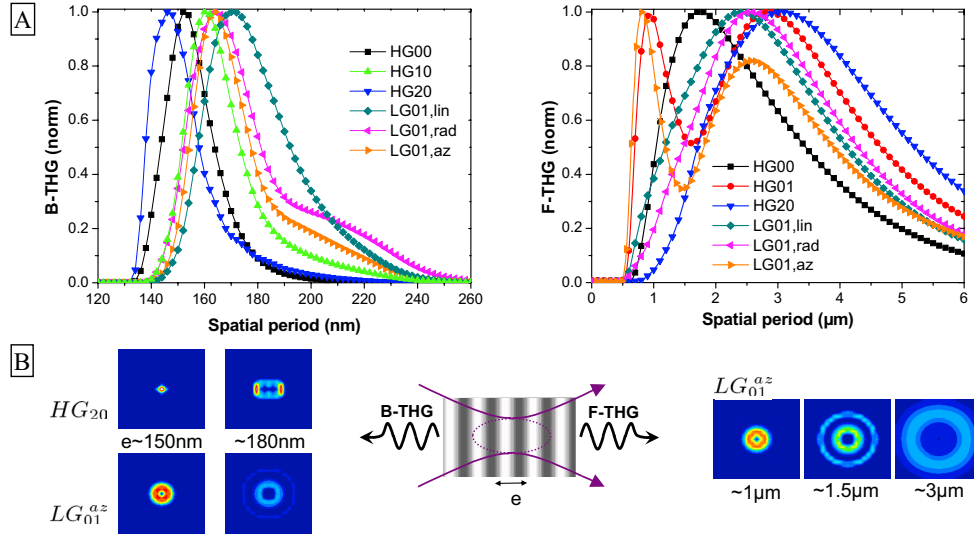 A
B-THG (norm)
1.0
0.8
0.6
0.4
0.2
0.0
120 140 160 180 200 220 240 260
Spatial period (nm)
HG00
HG10
HG20
LG01,lin
LG01,rad
LG01,az
F-THG (norm)
1.0
0.8
0.6
0.4
0.2
0.0
0 1 2 3 4 5 6
Spatial period (μm)
HG00
HG01
HG20
LG01,lin
LG01,rad
LG01,az
B
HG20
e~150nm
~180nm
LG01 az
B-THG
F-THG
e
LG01 az
~1μm
~1.5μm
~3μm